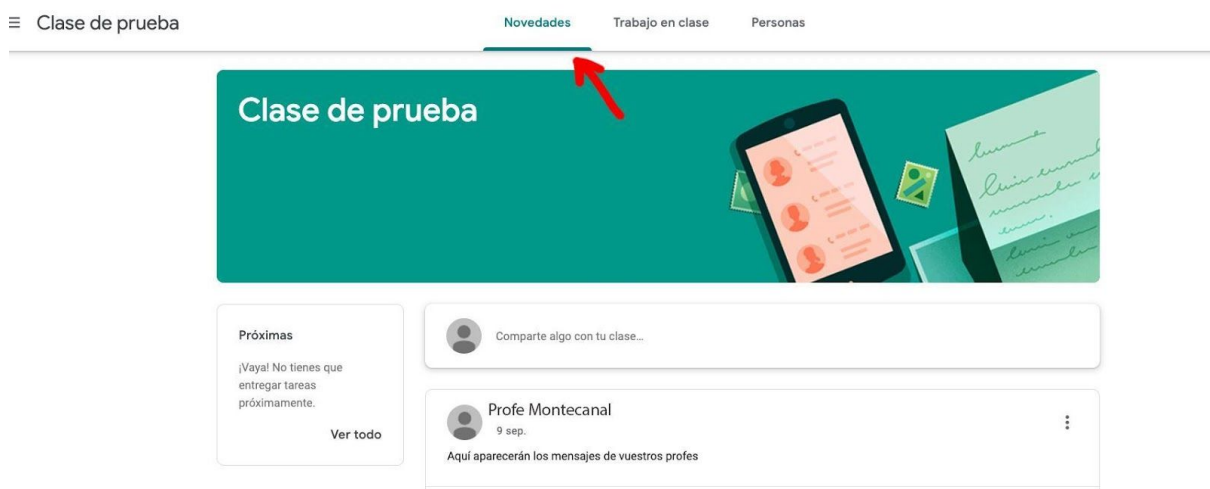 Clase de prueba
Novedades Trabajo en clase Personas
Clase de prueba
Próximas
¡Vaya! No tienes que
entregar tareas
próximamente.
Ver todo
Comparte algo con tu clase...
Profe Montecanal
9 sep.
Aquí aparecerán los mensajes de vuestros profes